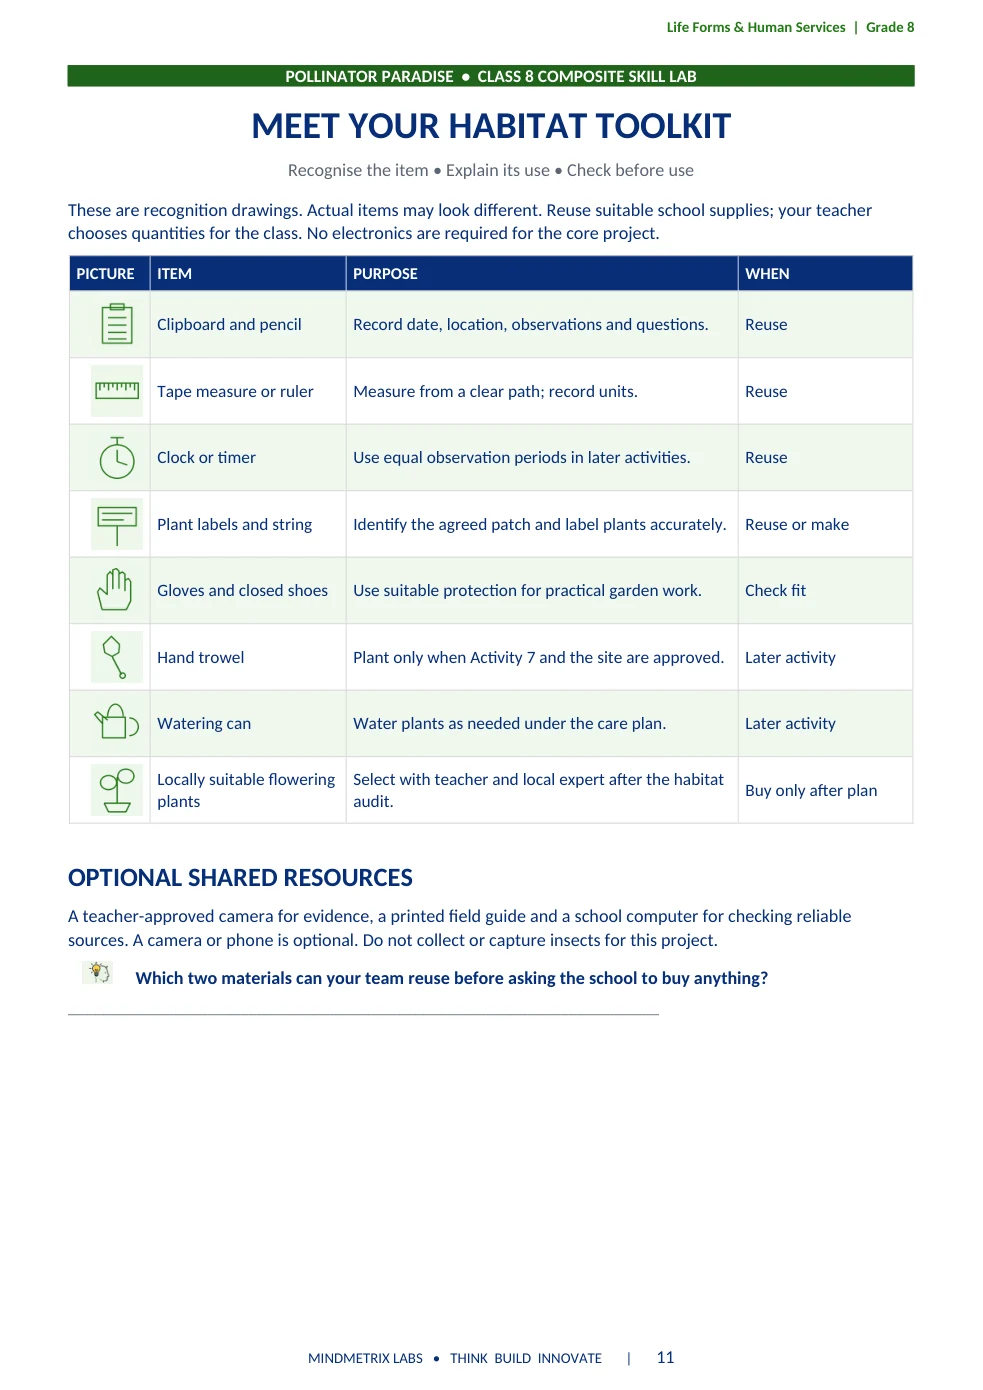 Life Forms & Human Services | Grade 8
POLLINATOR PARADISE ● CLASS 8 COMPOSITE SKILL LAB
MEET YOUR HABITAT TOOLKIT
Recognise the item ● Explain its use ● Check before use
These are recognition drawings. Actual items may look different. Reuse suitable school supplies; your teacher
chooses quantities for the class. No electronics are required for the core project.
PICTURE ITEM PURPOSE WHEN
Clipboard and pencil Record date, location, observations and questions. Reuse
Tape measure or ruler Measure from a clear path; record units. Reuse
Clock or timer Use equal observation periods in later activities. Reuse
Plant labels and string Identify the agreed patch and label plants accurately. Reuse or make
Gloves and closed shoes Use suitable protection for practical garden work. Check fit
Hand trowel Plant only when Activity 7 and the site are approved. Later activity
Watering can Water plants as needed under the care plan. Later activity
Locally suitable flowering Select with teacher and local expert after the habitat
plants audit. Buy only after plan
OPTIONAL SHARED RESOURCES
A teacher-approved camera for evidence, a printed field guide and a school computer for checking reliable
sources. A camera or phone is optional. Do not collect or capture insects for this project.
Which two materials can your team reuse before asking the school to buy anything?
MINDMETRIX LABS ● THINK BUILD INNOVATE | 11